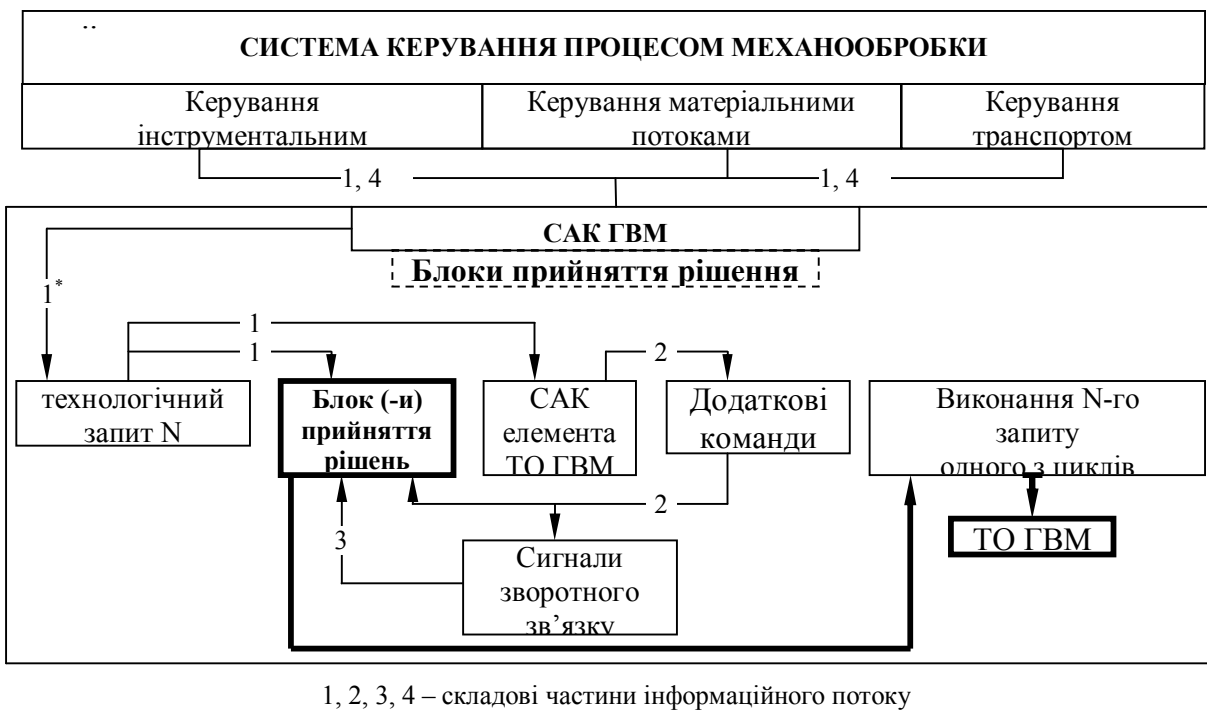 СИСТЕМА КЕРУВАННЯ ПРОЦЕСОМ МЕХАНООБРОБКИ
Керування
інструментальним
Керування матеріальними
потоками
Керування
транспортом
1, 4
1, 4
САК ГВМ
Блоки прийняття рішення
1*
1
1
2
технологічний
запит N
Блок (-и)
прийняття
рішень
САК
елемента
ТО ГВМ
Додаткові
команди
Виконання N-го
запиту
одного з циклів
2
3
ТО ГВМ
Сигнали
зворотного
зв’язку
1, 2, 3, 4 – складові частини інформаційного потоку